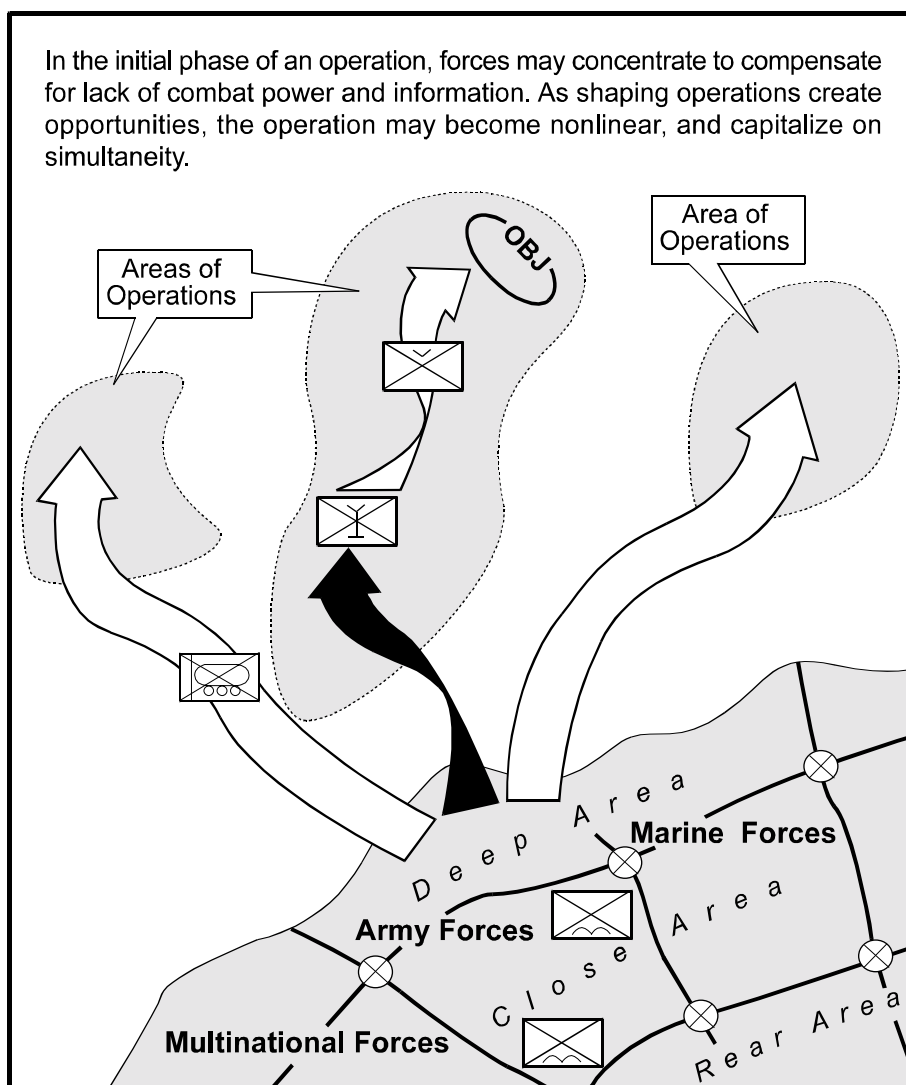 In the initial phase of an operation, forces may concentrate to compensate
for lack of combat power and information. As shaping operations create
opportunities, the operation may become nonlinear, and capitalize on
simultaneity.
Area of
Operations
OBJ
Areas of
Operations
Deep Area
Marine Forces
Army Forces
Close Area
Multinational Forces
Rear Area